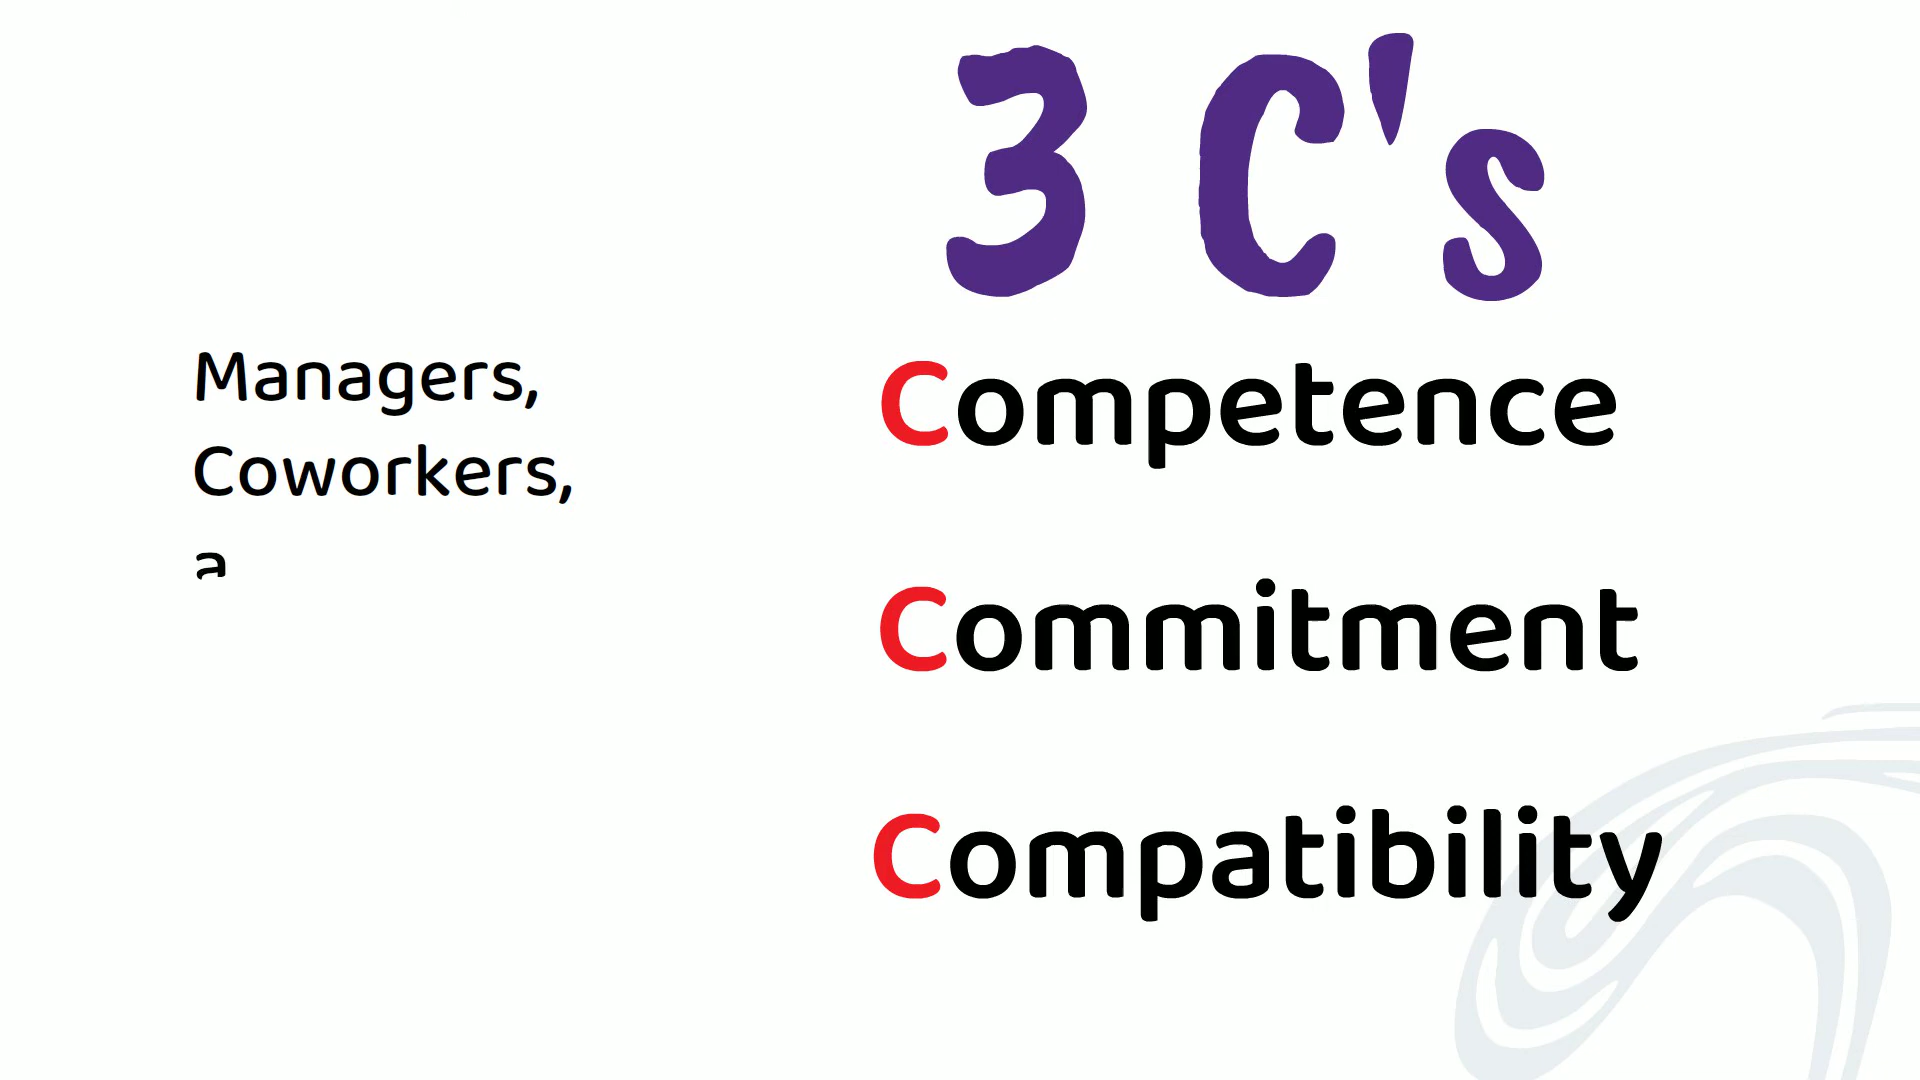 3 C's
Managers,
Coworkers,
a
Competence
Commitment
Compatibility